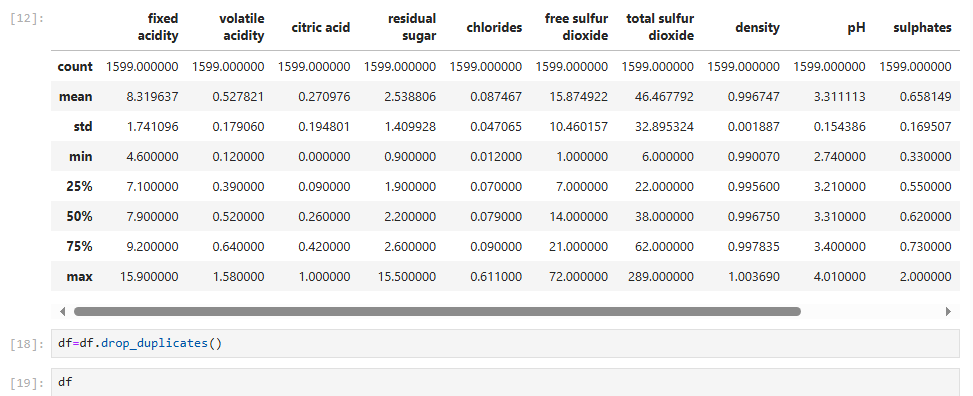 [12]:
fixed acidity volatile acidity citric acid residual sugar chlorides free sulfur dioxide total sulfur dioxide density pH sulphates
count 1599.000000 1599.000000 1599.000000 1599.000000 1599.000000 1599.000000 1599.000000 1599.000000 1599.000000 1599.000000
mean 8.319637 0.527821 0.270976 2.538806 0.087467 15.874922 46.467792 0.996747 3.311113 0.658149
std 1.741096 0.179060 0.194801 1.409928 0.047065 10.460157 32.895324 0.001887 0.154386 0.169507
min 4.600000 0.120000 0.000000 0.900000 0.012000 1.000000 6.000000 0.990070 2.740000 0.330000
25% 7.100000 0.390000 0.090000 1.900000 0.070000 7.000000 22.000000 0.995600 3.210000 0.550000
50% 7.900000 0.520000 0.260000 2.200000 0.079000 14.000000 38.000000 0.996750 3.310000 0.620000
75% 9.200000 0.640000 0.420000 2.600000 0.090000 21.000000 62.000000 0.997835 3.400000 0.730000
max 15.900000 1.580000 1.000000 15.500000 0.611000 72.000000 289.000000 1.003690 4.010000 2.000000
[18]: df=df.drop_duplicates()
[19]: df